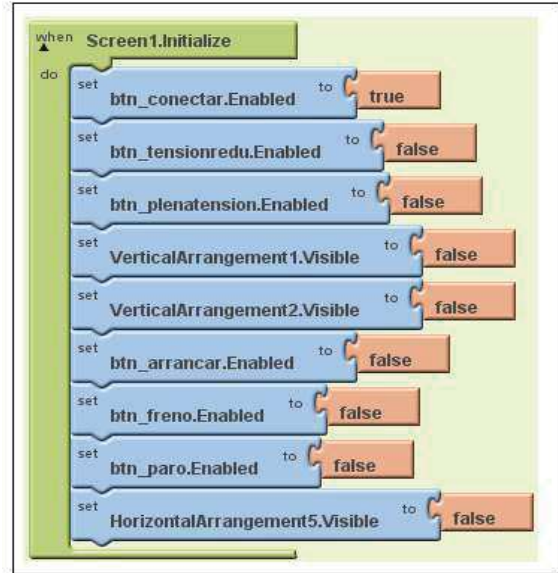 when Screen1.Initialize
do
set btn_conectar.Enabled to true
set btn_tensionredu.Enabled to false
set btn_plenatension.Enabled to false
set VerticalArrangement1.Visible to false
set VerticalArrangement2.Visible to false
set btn_arrancar.Enabled to false
set btn_freno.Enabled to false
set btn_paro.Enabled to false
set HorizontalArrangement5.Visible to false